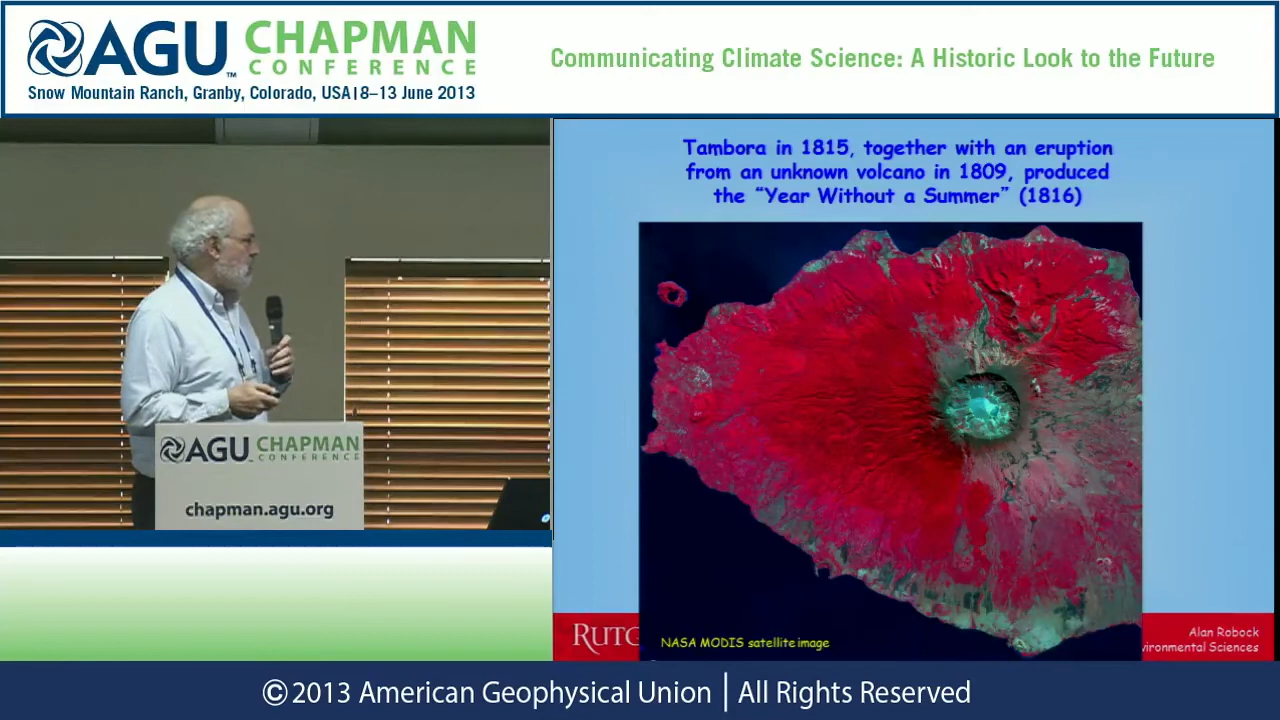 AGU CHAPMAN
CONFERENCE
™
Snow Mountain Ranch, Granby, Colorado, USA|8–13 June 2013
Communicating Climate Science: A Historic Look to the Future
Tambora in 1815, together with an eruption
from an unknown volcano in 1809, produced
the “Year Without a Summer” (1816)
AGU CHAPMAN
CONFERENCE
chapman.agu.org
NASA MODIS satellite image
Alan Robock
©2013 American Geophysical Union | All Rights Reserved